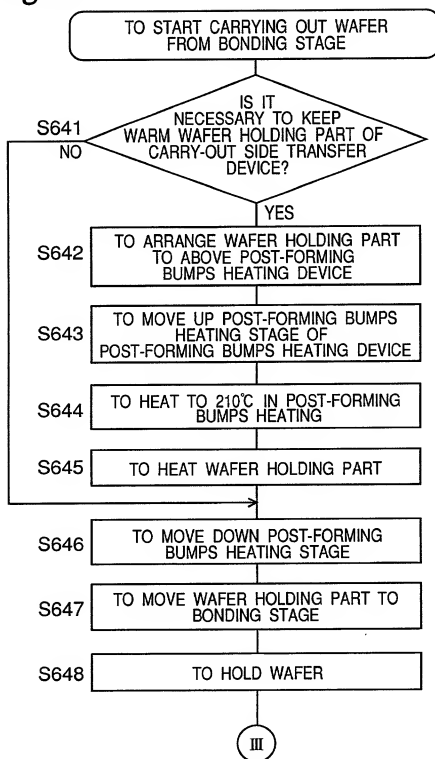 TO START CARRYING OUT WAFER
FROM BONDING STAGE
IS IT
NECESSARY TO KEEP
WARM WAFER HOLDING PART OF
CARRY-OUT SIDE TRANSFER
DEVICE?
S641
NO
YES
S642
TO ARRANGE WAFER HOLDING PART
TO ABOVE POST-FORMING
BUMPS HEATING DEVICE
S643
TO MOVE UP POST-FORMING BUMPS
HEATING STAGE OF
POST-FORMING BUMPS HEATING DEVICE
S644
TO HEAT TO 210℃ IN POST-FORMING
BUMPS HEATING
S645
TO HEAT WAFER HOLDING PART
S646
TO MOVE DOWN POST-FORMING
BUMPS HEATING STAGE
S647
TO MOVE WAFER HOLDING PART TO
BONDING STAGE
S648
TO HOLD WAFER
III